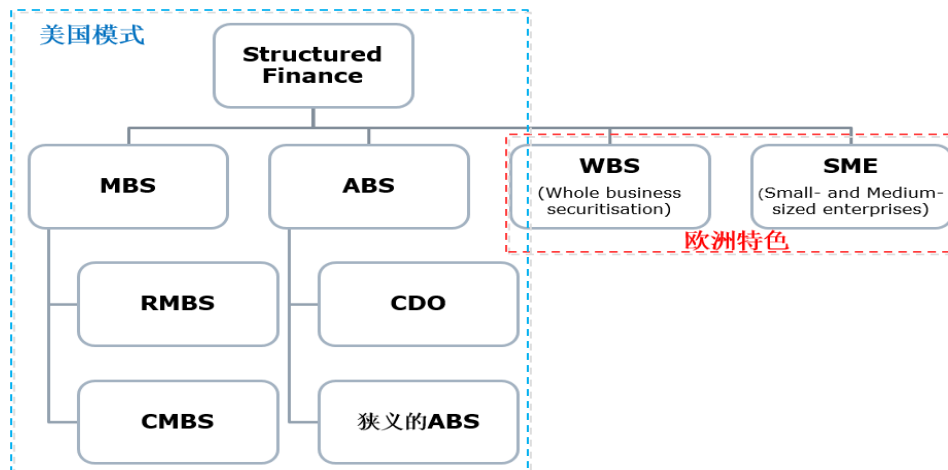 美国模式
Structured
Finance
MBS
ABS
WBS
(Whole business
securitisation)
SME
(Small- and Medium-
sized enterprises)
欧洲特色
RMBS
CDO
CMBS
狭义的ABS